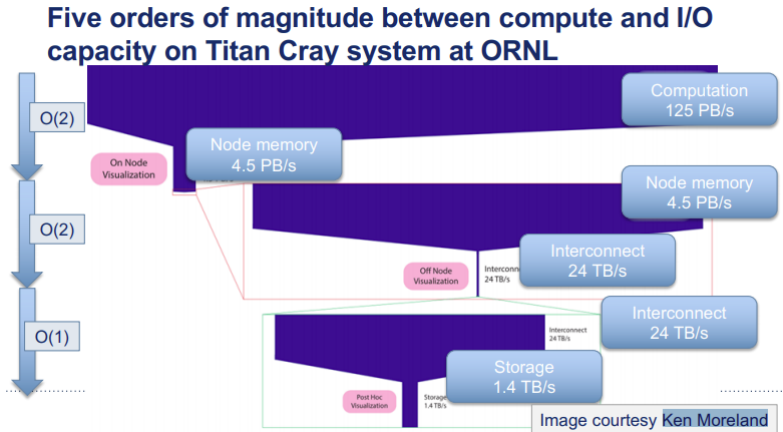 Five orders of magnitude between compute and I/O
capacity on Titan Cray system at ORNL
O(2)
Computation
125 PB/s
Node memory
4.5 PB/s
On Node
Visualization
Node memory
4.5 PB/s
O(2)
Interconnect
24 TB/s
Off Node
Visualization
Interconn
24 TB/s
Interconnect
24 TB/s
O(1)
Interconnect
24 TB/s
Storage
1.4 TB/s
Post Hoc
Visualization
Storage
1.4 TB/s
Image courtesy Ken Moreland